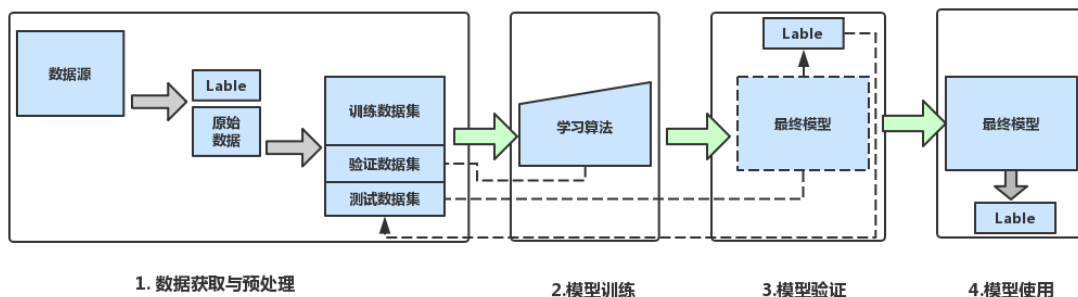 数据源
Lable
原始
数据
训练数据集
验证数据集
测试数据集
学习算法
Lable
最终模型
最终模型
Lable
1. 数据获取与预处理
2.模型训练
3.模型验证
4.模型使用